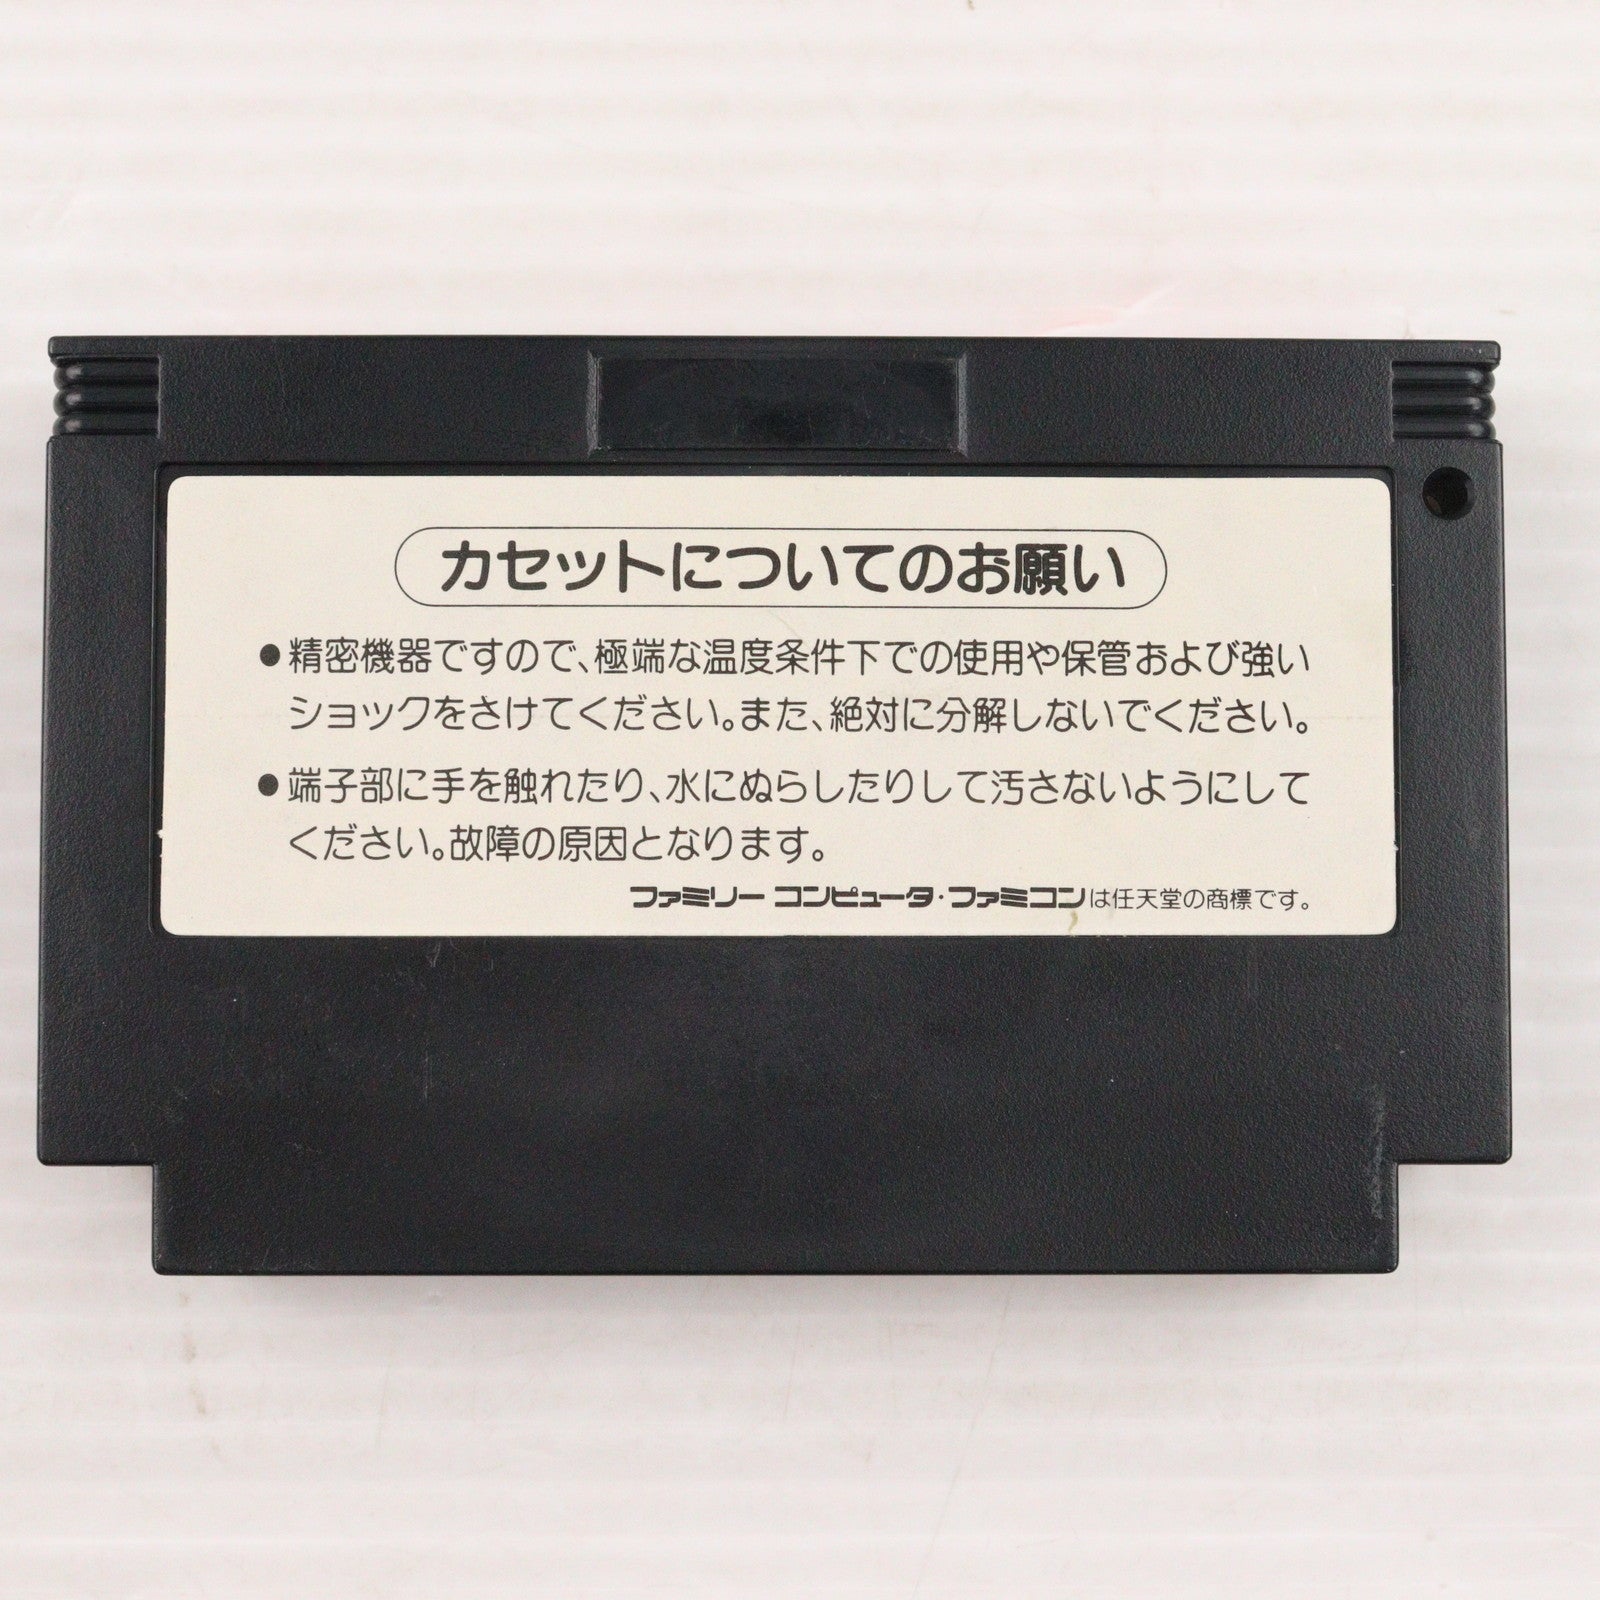 カセットについてのお願い
●精密機器ですので、極端な温度条件下での使用や保管および強い
ショックをさけてください。また、絶対に分解しないでください。
●端子部に手を触れたり、水にぬらしたりして汚さないようにして
ください。故障の原因となります。
ファミリー コンピュータ・ファミコンは任天堂の商標です。